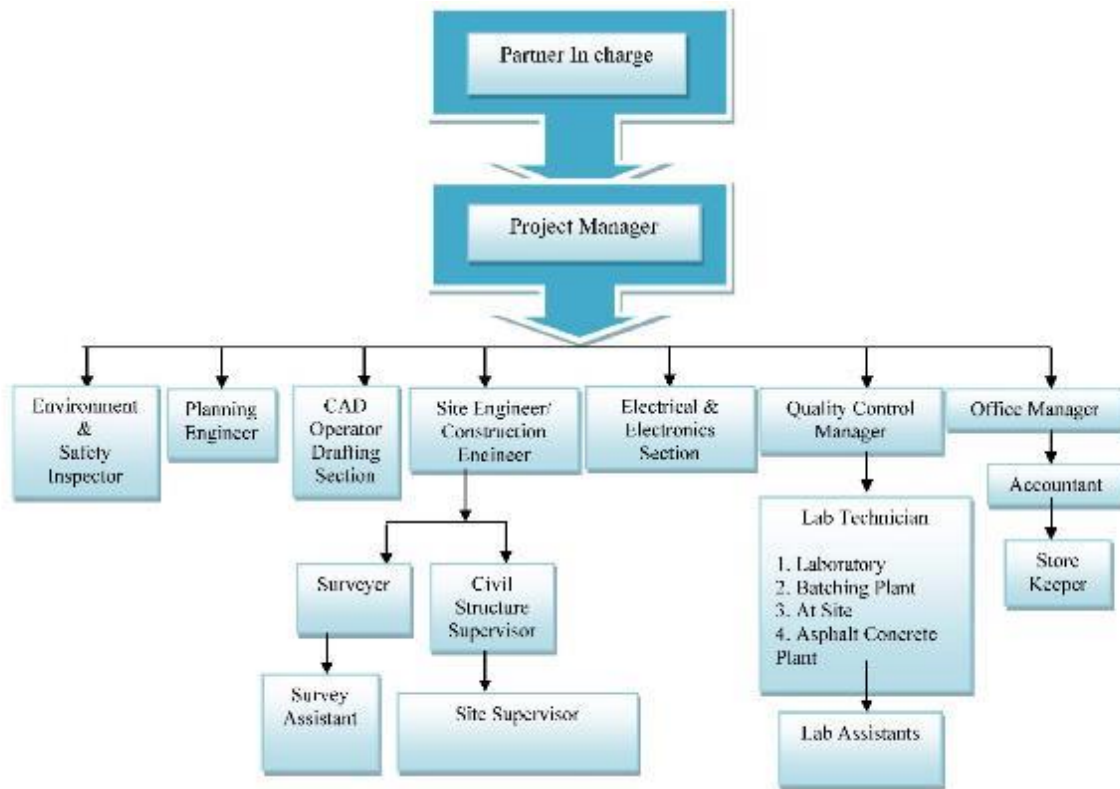 Partner In charge
Project Manager
Environment
&
Safety
Inspector
Planning
Engineer
CAD
Operator
Drafting
Section
Site Engineer/
Construction
Engineer
Electrical &
Electronics
Section
Quality Control
Manager
Office Manager
Accountant
Store
Keeper
Lab Technician
1. Laboratory
2. Batching Plant
3. At Site
4. Asphalt Concrete
Plant
Lab Assistants
Surveyer
Civil
Structure
Supervisor
Survey
Assistant
Site Supervisor